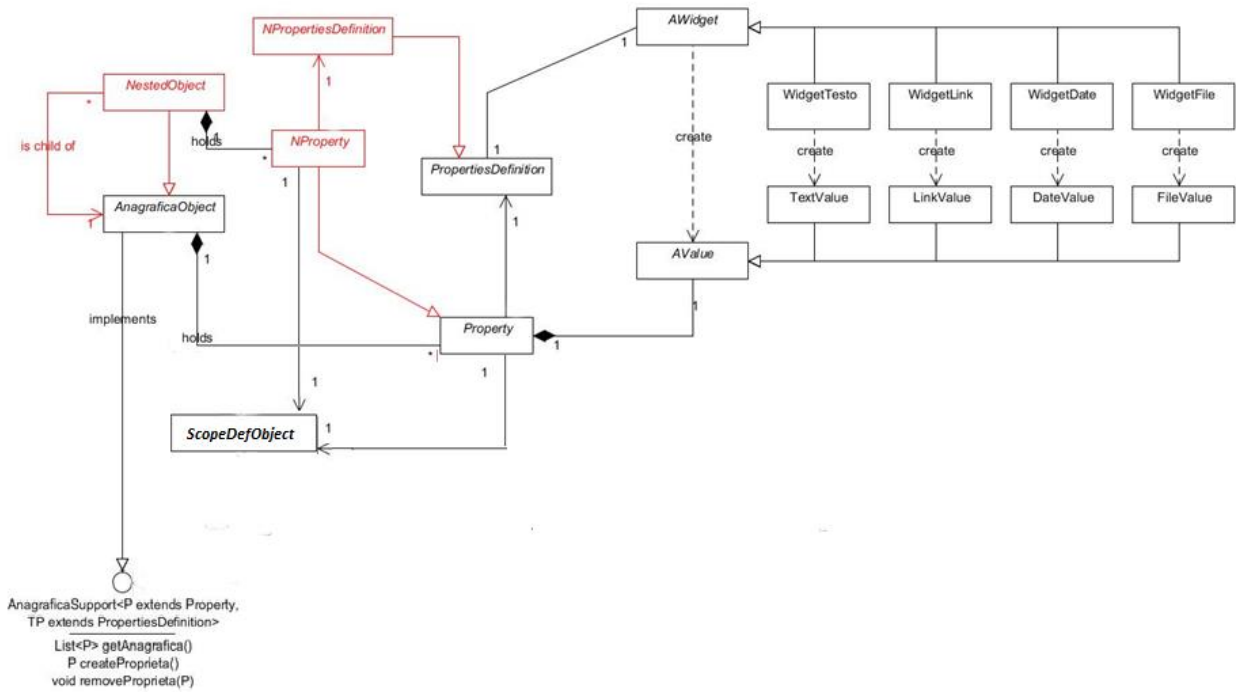 AWidget
NPropertiesDefinition
1
1
NestedObject
*
WidgetTesto
WidgetLink
WidgetDate
WidgetFile
1
is child of
holds
NProperty
*
1
1
PropertiesDefinition
create
create
create
create
create
AnagraficaObject
1
TextValue
LinkValue
DateValue
FileValue
1
1
AValue
implements
holds
Property
1
1
*
1
1
ScopeDefObject
1
AnagraficaSupport<P extends Property,
TP extends PropertiesDefinition>
List<P> getAnagrafica()
P createProprieta()
void removeProprieta(P)